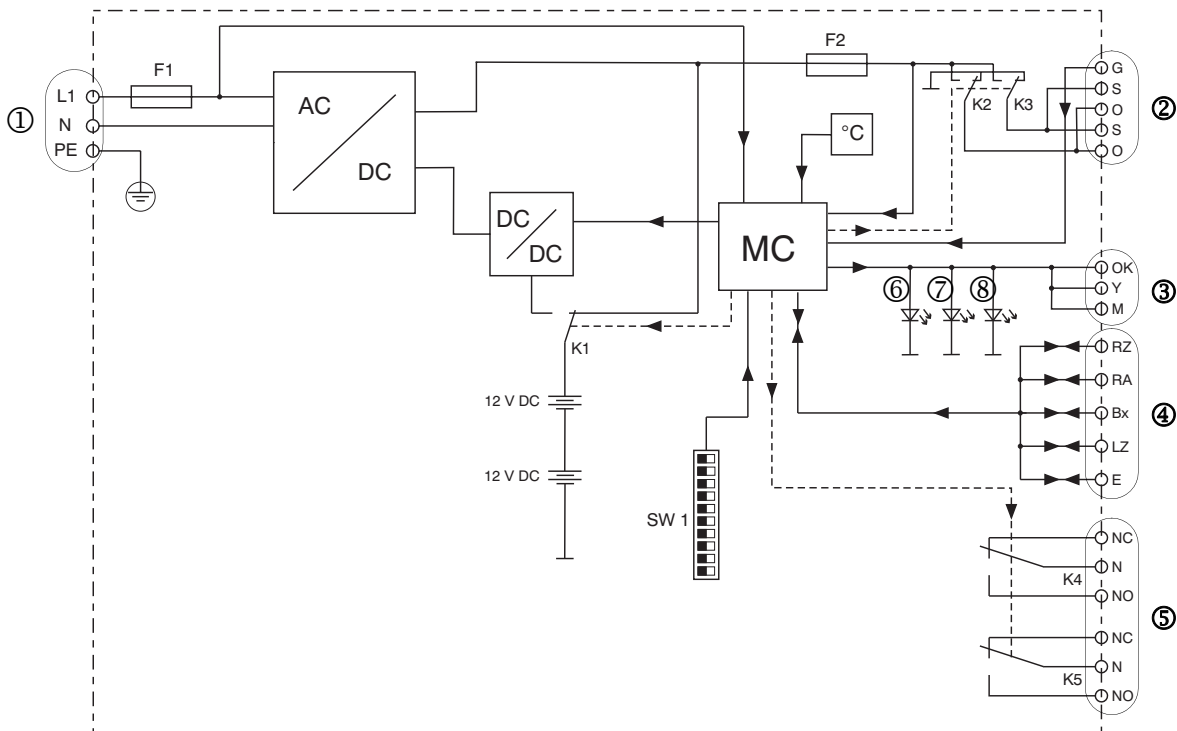 F1
F2
L1
N
PE
①
AC
DC
K2
K3
G
S
O
S
O
②
°C
DC
DC
MC
⑥
⑦
⑧
OK
Y
M
③
K1
12 V DC
12 V DC
SW 1
RZ
RA
Bx
LZ
E
④
NC
N
K4
NO
NC
N
K5
NO
⑤